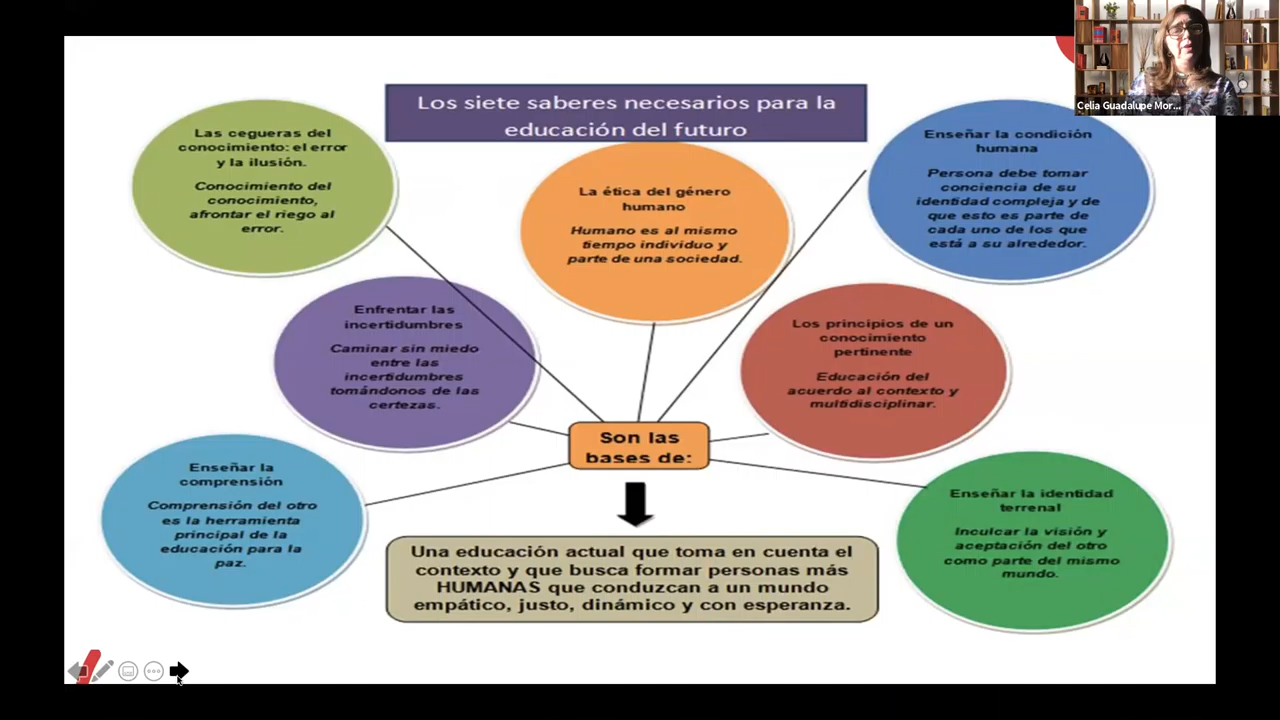 Celia Guadalupe Mor...
Los siete saberes necesarios para la
educación del futuro
Las cegueras del
conocimiento: el error
y la ilusión.
Conocimiento del
conocimiento,
afrontar el riego al
error.
La ética del género
humano
Humano es al mismo
tiempo individuo y
parte de una sociedad.
Enseñar la condición
humana
Persona debe tomar
conciencia de su
identidad compleja y de
que esto es parte de
cada uno de los que
está a su alrededor.
Enfrentar las
incertidumbres
Caminar sin miedo
entre las
incertidumbres
tomándonos de las
certezas.
Los principios de un
conocimiento
pertinente
Educación del
acuerdo al contexto y
multidisciplinar.
Son las
bases de:
Enseñar la
comprensión
Comprensión del otro
es la herramienta
principal de la
educación para la
paz.
Enseñar la identidad
terrenal
Inculcar la visión y
aceptación del otro
como parte del mismo
mundo.
Una educación actual que toma en cuenta el
contexto y que busca formar personas más
HUMANAS que conduzcan a un mundo
empático, justo, dinámico y con esperanza.